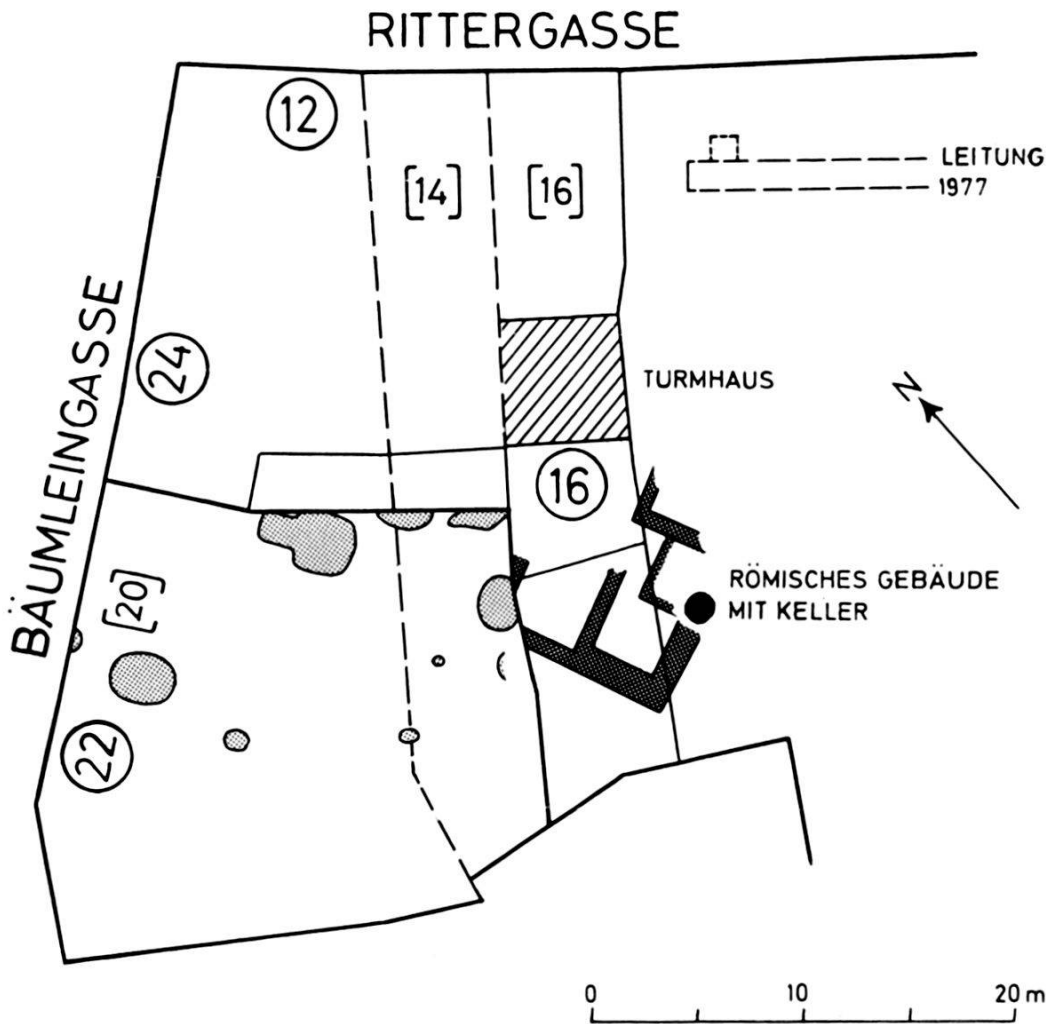 RITTERGASSE
12
[14]
[16]
LEITUNG
1977
BÄUMLEINGASSE
24
TURMHAUS
N
16
[20]
RÖMISCHES GEBÄUDE
MIT KELLER
22
0 10 20 m